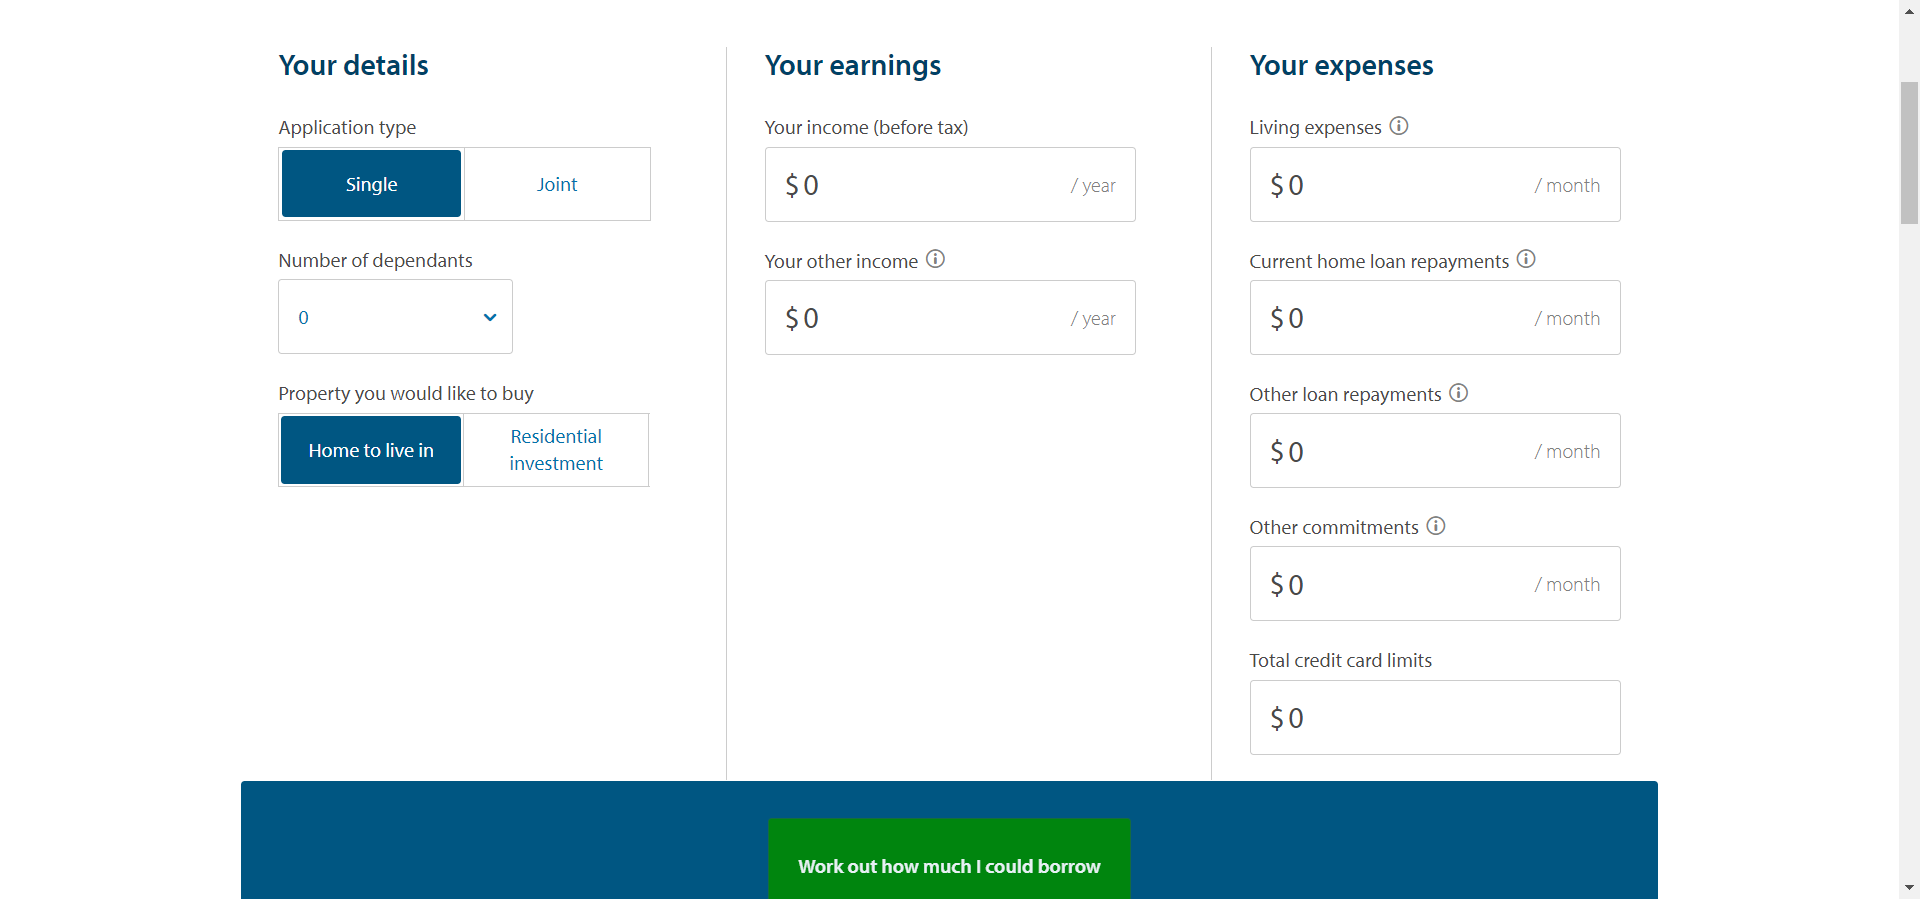 Your details
Application type
Single
Joint
Number of dependants
0
Property you would like to buy
Home to live in
Residential
investment
Your earnings
Your income (before tax)
$ 0 / year
Your other income
$ 0 / year
Your expenses
Living expenses
$ 0 / month
Current home loan repayments
$ 0 / month
Other loan repayments
$ 0 / month
Other commitments
$ 0 / month
Total credit card limits
$ 0
Work out how much I could borrow